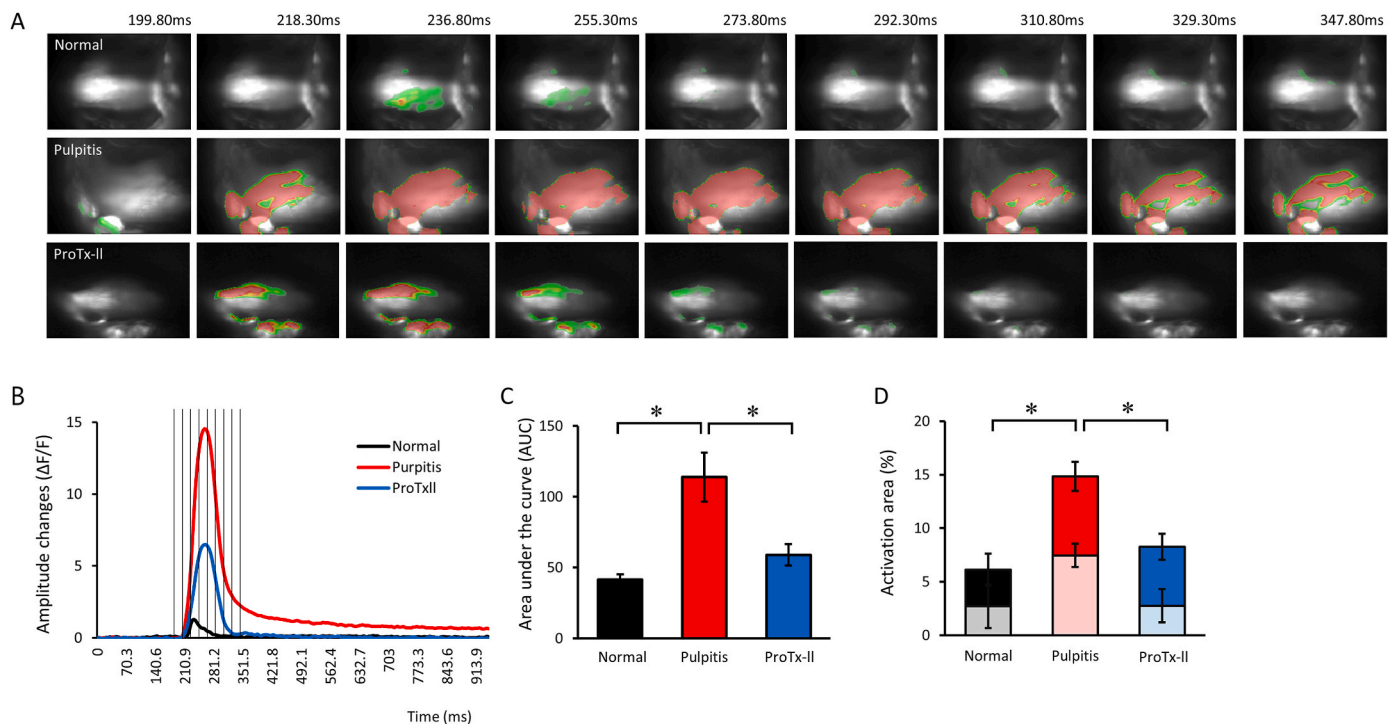 A
199.80ms 218.30ms 236.80ms 255.30ms 273.80ms 292.30ms 310.80ms 329.30ms 347.80ms
Normal
Pulpitis
ProTx-II
B
Amplitude changes (ΔF/F)
15
10
5
0
0 70.3 140.6 210.9 281.2 351.5 421.8 492.1 562.4 632.7 703 773.3 843.6 913.9
Time (ms)
Normal
Purpitis
ProTxII
C
Area under the curve (AUC)
150
100
50
0
* *
Normal Pulpitis ProTx-II
D
Activation area (%)
20
15
10
5
0
* *
Normal Pulpitis ProTx-II